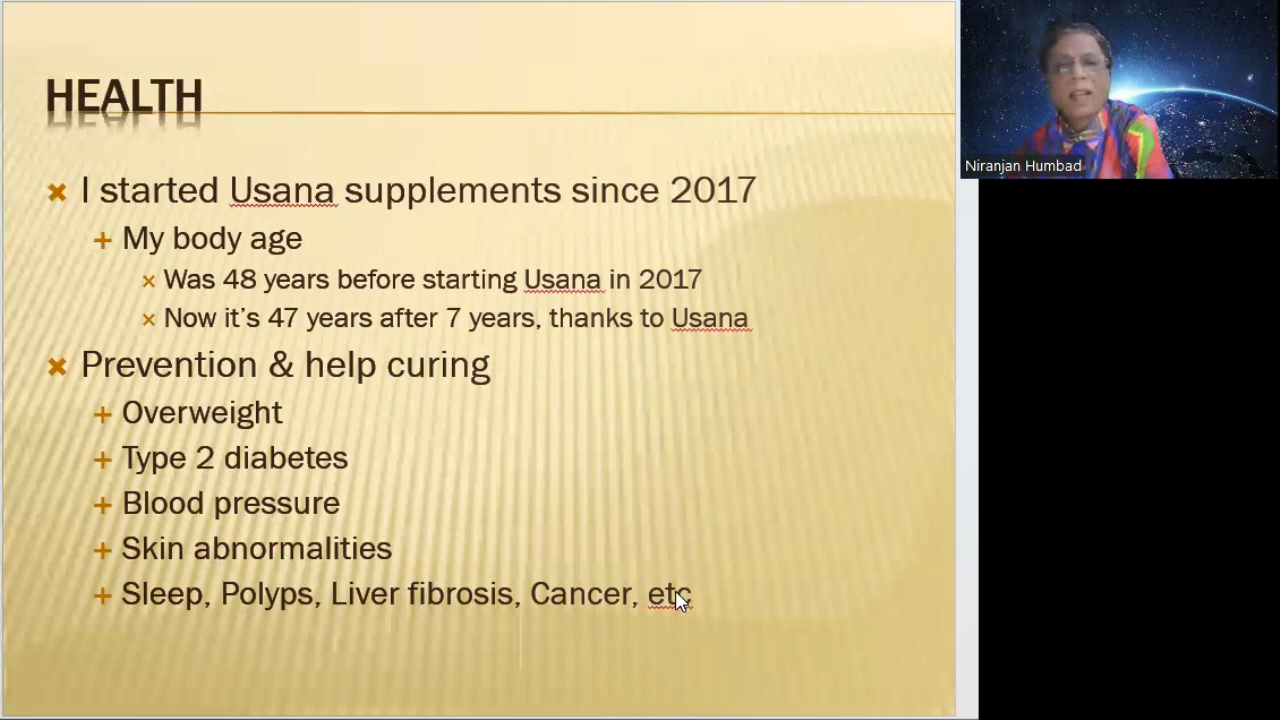 HEALTH
I started Usana supplements since 2017
My body age
Was 48 years before starting Usana in 2017
Now it's 47 years after 7 years, thanks to Usana
Prevention & help curing
Overweight
Type 2 diabetes
Blood pressure
Skin abnormalities
Sleep, Polyps, Liver fibrosis, Cancer, etc
Niranjan Humbad